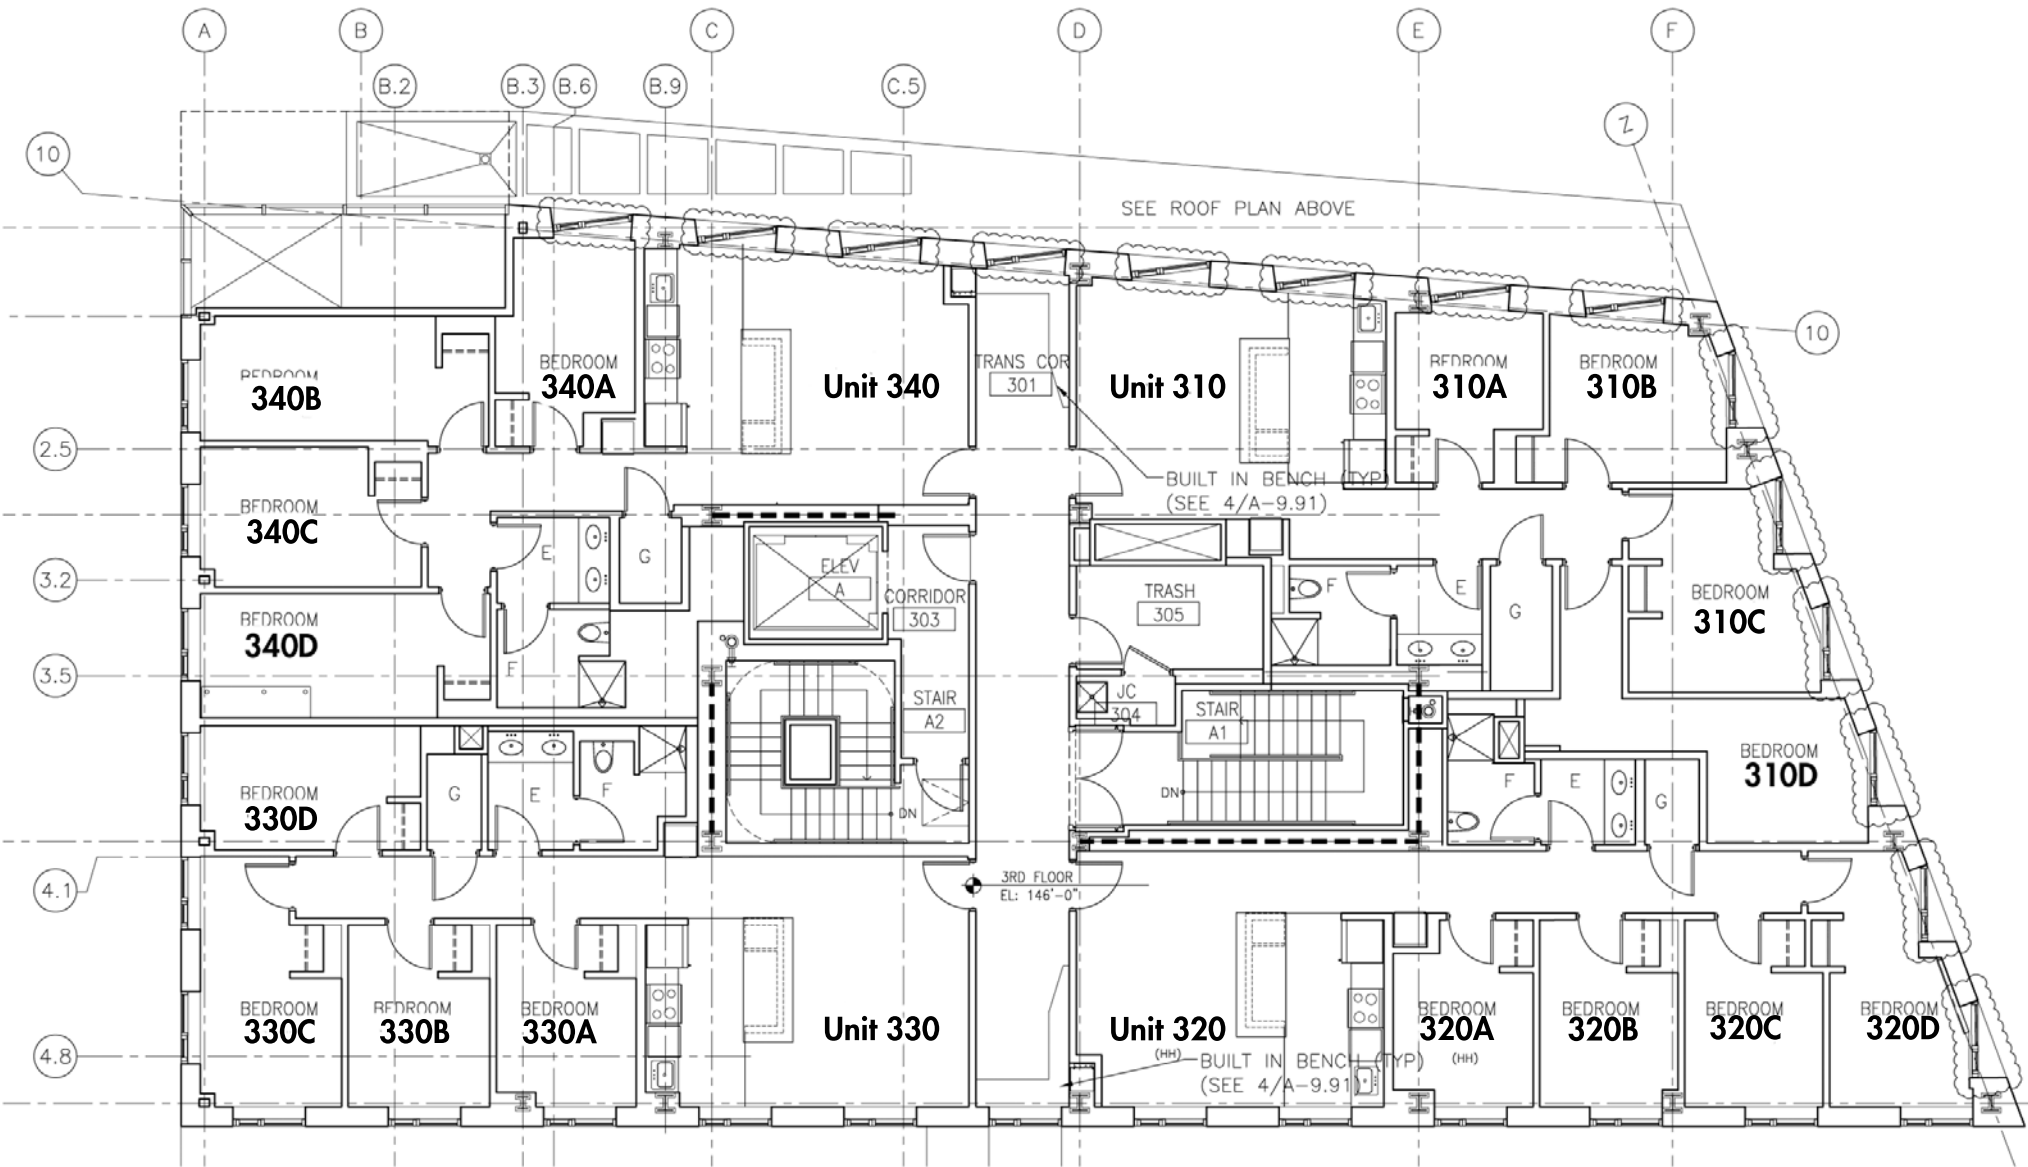 A
B
C
D
E
F
B.2
B.3
B.6
B.9
C.5
Z
10
SEE ROOF PLAN ABOVE
10
BEDROOM
340B
BEDROOM
340A
Unit 340
TRANS COR
301
Unit 310
BEDROOM
310A
BEDROOM
310B
2.5
BUILT IN BENCH (TYP)
(SEE 4/A-9.91)
BEDROOM
340C
E
G
ELEV
A
CORRIDOR
303
TRASH
305
F
E
G
BEDROOM
310C
3.2
BEDROOM
340D
F
3.5
STAIR
A2
JC
304
STAIR
A1
BEDROOM
330D
G
E
F
DN
DN
F
E
G
BEDROOM
310D
4.1
3RD FLOOR
EL: 146'-0"
BEDROOM
330C
BEDROOM
330B
BEDROOM
330A
Unit 330
Unit 320
(HH)
BEDROOM
320A
(HH)
BEDROOM
320B
BEDROOM
320C
BEDROOM
320D
4.8
BUILT IN BENCH (TYP)
(SEE 4/A-9.91)